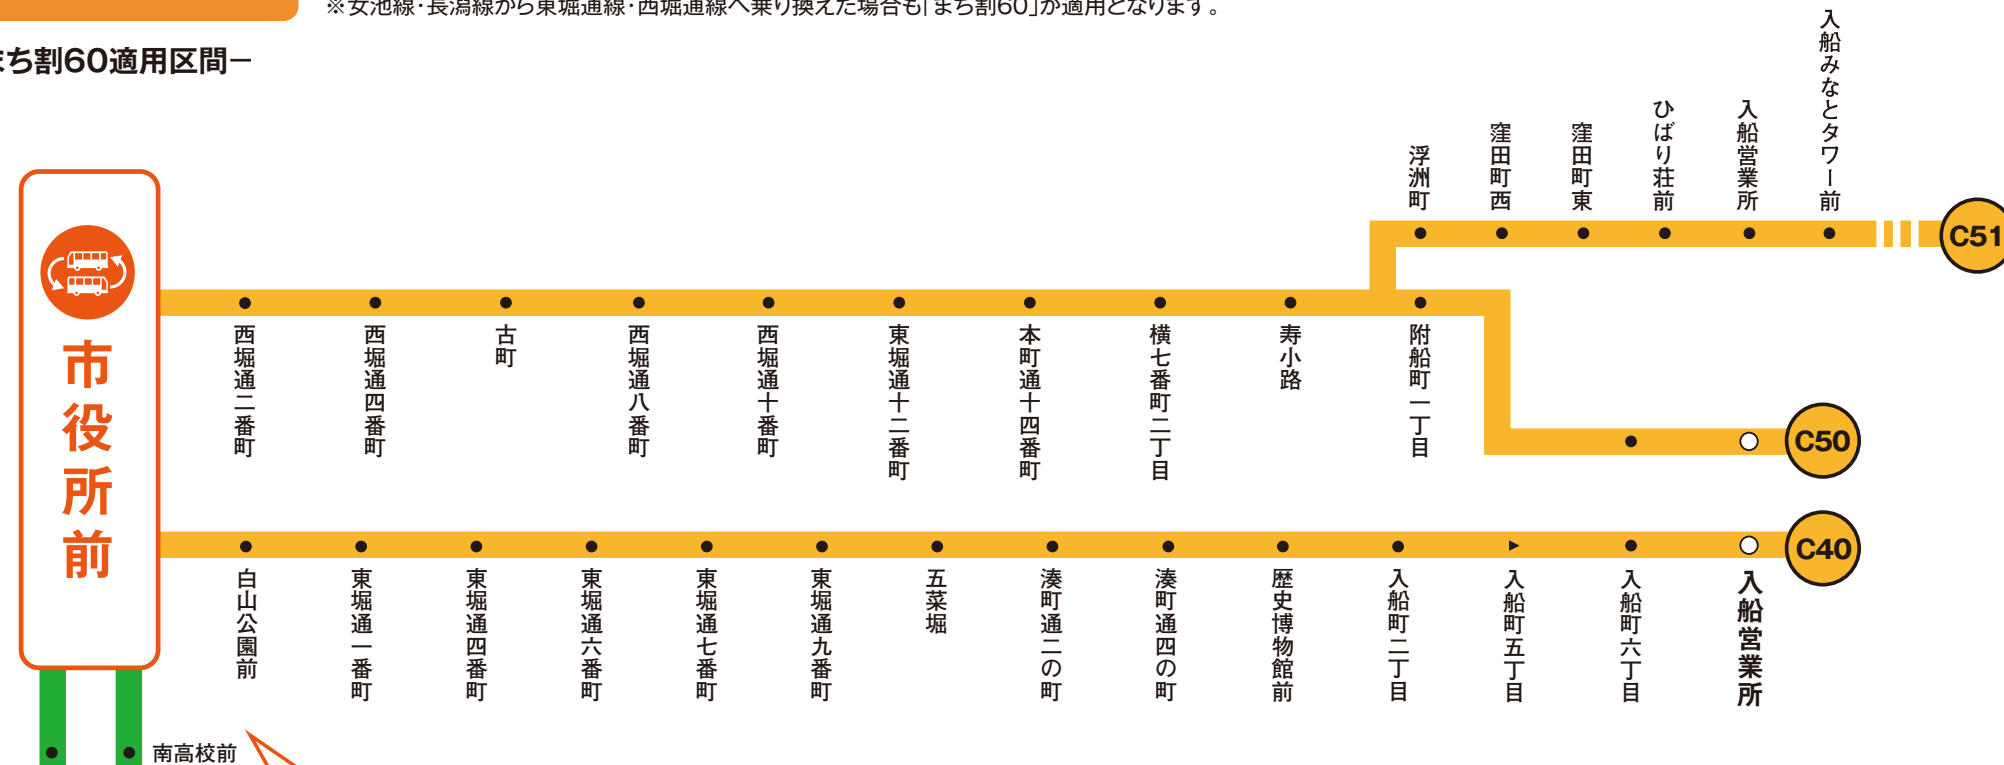 ※女池線・長潟線から東堀通線・西堀通線へ乗り換えた場合も「まち割60」が適用となります。
まち割60適用区間－
入船みなとタワー前
入船営業所
ひばり荘前
窪田町東
窪田町西
浮洲町
C51
市役所前
西堀通二番町
西堀通四番町
古町
西堀通八番町
西堀通十番町
東堀通十二番町
本町通十四番町
横七番町二丁目
寿小路
附船町一丁目
C50
C40
白山公園前
東堀通一番町
東堀通四番町
東堀通六番町
東堀通七番町
東堀通九番町
五菜堀
湊町通二の町
湊町通四の町
歴史博物館前
入船町二丁目
入船町五丁目
入船町六丁目
入船営業所
南高校前